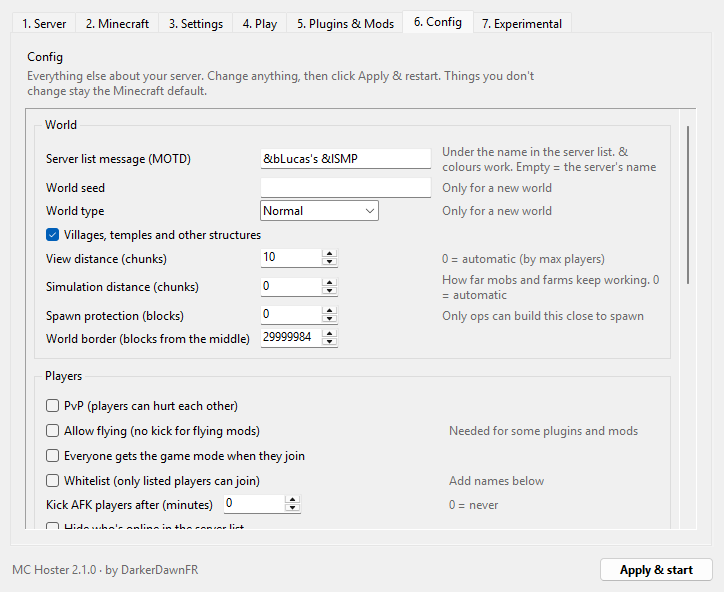 1. Server
2. Minecraft
3. Settings
4. Play
5. Plugins & Mods
6. Config
7. Experimental
Config
Everything else about your server. Change anything, then click Apply & restart. Things you don't
change stay the Minecraft default.
World
Server list message (MOTD)
&bLucas's &lSMP
Under the name in the server list. &
colours work. Empty = the server's name
World seed
Only for a new world
World type
Normal
Only for a new world
Villages, temples and other structures
View distance (chunks)
10
0 = automatic (by max players)
Simulation distance (chunks)
0
How far mobs and farms keep working. 0
= automatic
Spawn protection (blocks)
0
Only ops can build this close to spawn
World border (blocks from the middle)
29999984
Players
PvP (players can hurt each other)
Allow flying (no kick for flying mods)
Needed for some plugins and mods
Everyone gets the game mode when they join
Whitelist (only listed players can join)
Add names below
Kick AFK players after (minutes)
0
0 = never
Hide who's online in the server list
MC Hoster 2.1.0 · by DarkerDawnFR
Apply & start